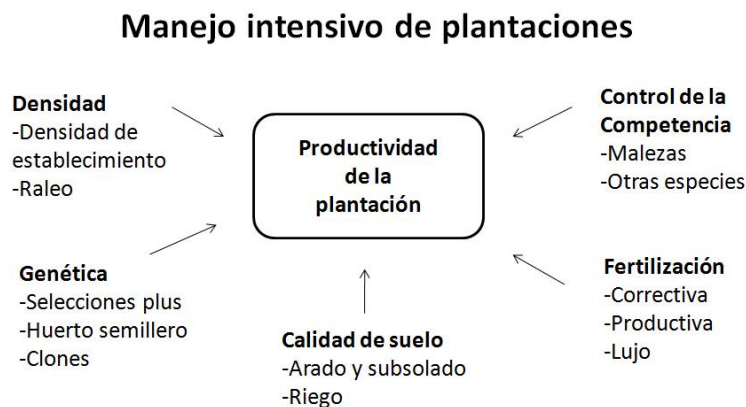 Manejo intensivo de plantaciones
Densidad
-Densidad de
establecimiento
-Raleo
Productividad
de la
plantación
Control de la
Competencia
-Malezas
-Otras especies
Genética
-Selecciones plus
-Huerto semillero
-Clones
Calidad de suelo
-Arado y subsolado
-Riego
Fertilización
-Correctiva
-Productiva
-Lujo